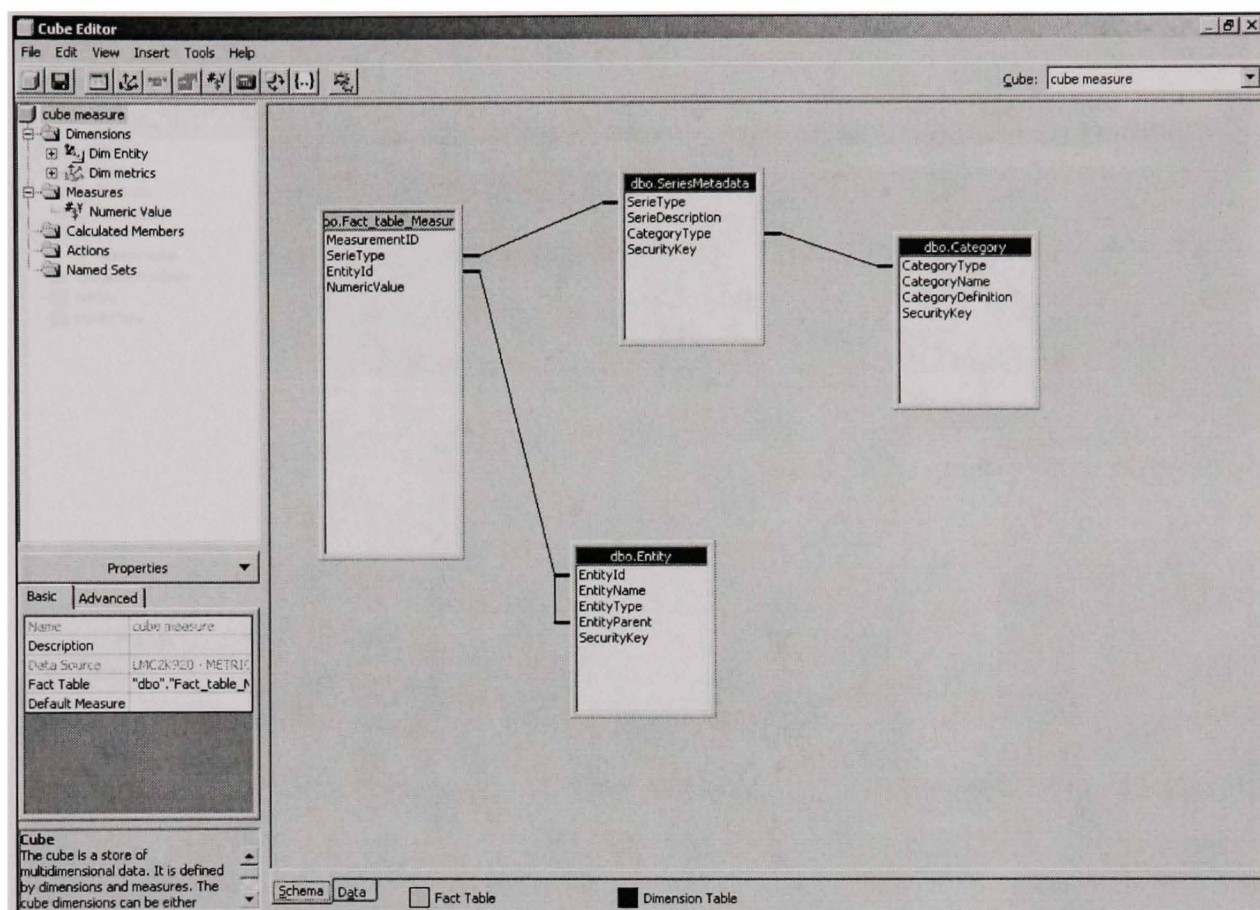 Cube Editor
File Edit View Insert Tools Help
Cube: cube measure
cube measure
Dimensions
Dim Entity
Dim metrics
Measures
Numeric Value
Calculated Members
Actions
Named Sets
Properties
Basic Advanced
Name cube measure
Description
Data Source LMC2K920 - METRIC
Fact Table "dbo"."Fact_table_M
Default Measure
Cube
The cube is a store of
multidimensional data. It is defined
by dimensions and measures. The
cube dimensions can be either
bo.Fact_table_Measur
MeasurementID
SerieType
EntityId
NumericValue
dbo.SeriesMetadata
SerieType
SerieDescription
CategoryType
SecurityKey
dbo.Category
CategoryType
CategoryName
CategoryDefinition
SecurityKey
dbo.Entity
EntityId
EntityName
EntityType
EntityParent
SecurityKey
Schema Data Fact Table Dimension Table